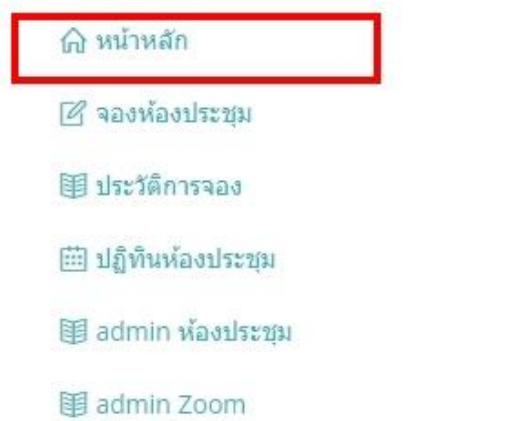 หน้าหลัก
จองห้องประชุม
ประวัติการจอง
ปฏิทินห้องประชุม
admin ห้องประชุม
admin Zoom